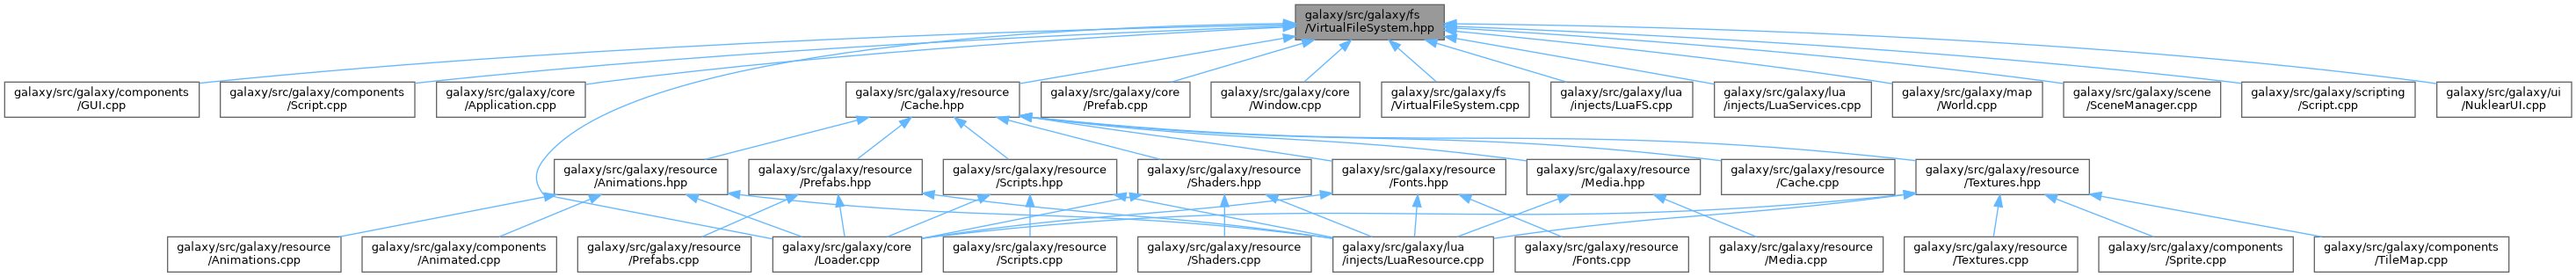 galaxy/src/galaxy/fs
/VirtualFileSystem.hpp
galaxy/src/galaxy/components
/GUI.cpp
galaxy/src/galaxy/components
/Script.cpp
galaxy/src/galaxy/core
/Application.cpp
galaxy/src/galaxy/resource
/Cache.hpp
galaxy/src/galaxy/core
/Prefab.cpp
galaxy/src/galaxy/core
/Window.cpp
galaxy/src/galaxy/fs
/VirtualFileSystem.cpp
galaxy/src/galaxy/lua
/injects/LuaFS.cpp
galaxy/src/galaxy/lua
/injects/LuaServices.cpp
galaxy/src/galaxy/map
/World.cpp
galaxy/src/galaxy/scene
/SceneManager.cpp
galaxy/src/galaxy/scripting
/Script.cpp
galaxy/src/galaxy/ui
/NuklearUI.cpp
galaxy/src/galaxy/resource
/Animations.hpp
galaxy/src/galaxy/resource
/Prefabs.hpp
galaxy/src/galaxy/resource
/Scripts.hpp
galaxy/src/galaxy/resource
/Shaders.hpp
galaxy/src/galaxy/resource
/Fonts.hpp
galaxy/src/galaxy/resource
/Media.hpp
galaxy/src/galaxy/resource
/Cache.cpp
galaxy/src/galaxy/resource
/Textures.hpp
galaxy/src/galaxy/resource
/Animations.cpp
galaxy/src/galaxy/components
/Animated.cpp
galaxy/src/galaxy/resource
/Prefabs.cpp
galaxy/src/galaxy/core
/Loader.cpp
galaxy/src/galaxy/resource
/Scripts.cpp
galaxy/src/galaxy/resource
/Shaders.cpp
galaxy/src/galaxy/lua
/injects/LuaResource.cpp
galaxy/src/galaxy/resource
/Fonts.cpp
galaxy/src/galaxy/resource
/Media.cpp
galaxy/src/galaxy/resource
/Textures.cpp
galaxy/src/galaxy/components
/Sprite.cpp
galaxy/src/galaxy/components
/TileMap.cpp